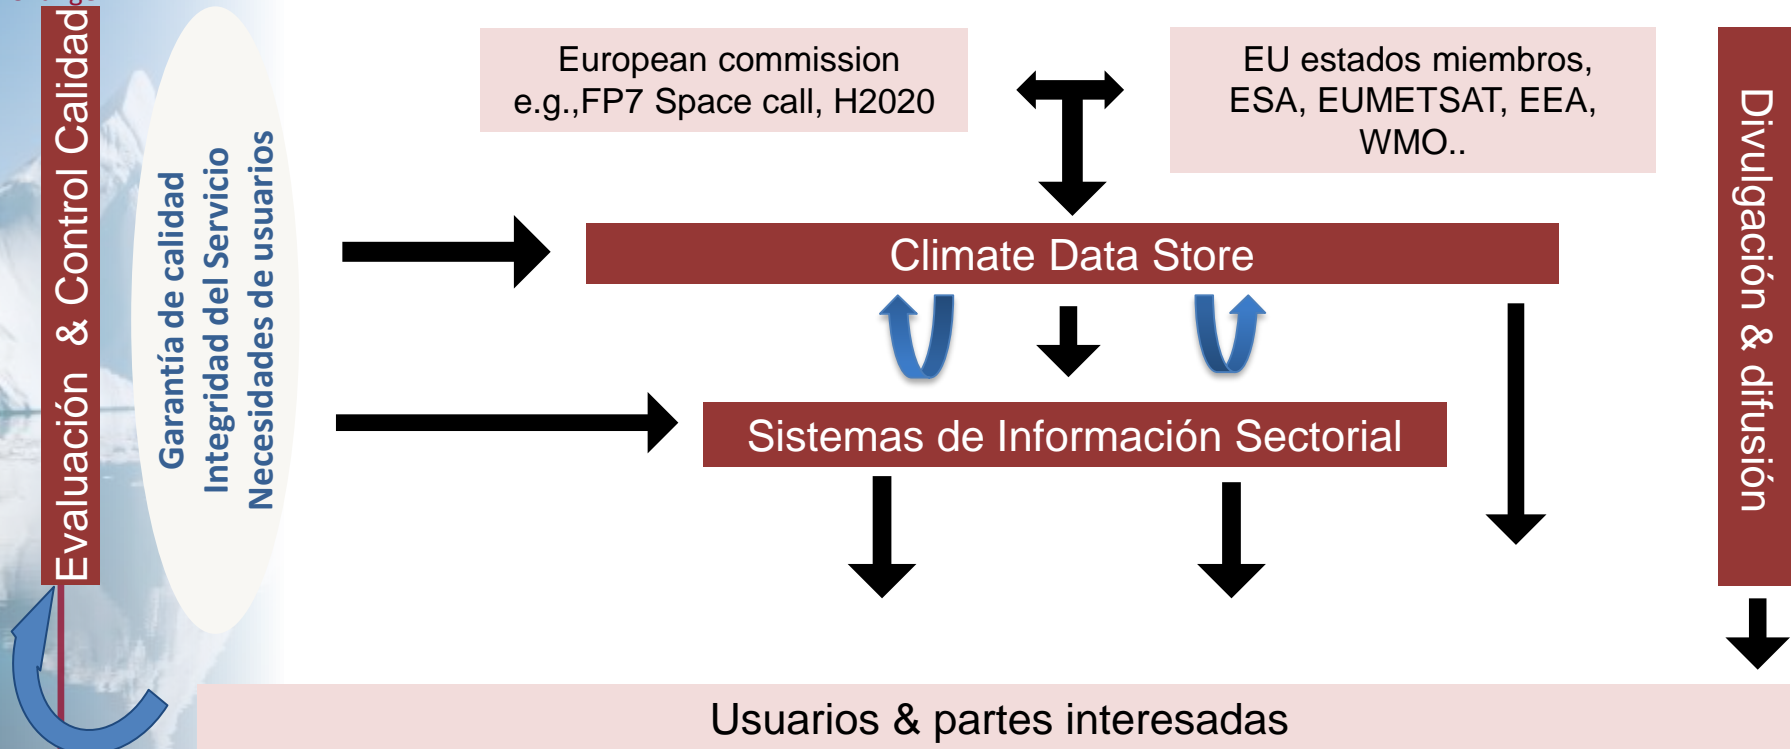 Evaluación & Control Calidad
Garantía de calidad
Integridad del Servicio
Necesidades de usuarios
European commission
e.g.,FP7 Space call, H2020
EU estados miembros,
ESA, EUMETSAT, EEA,
WMO..
Climate Data Store
Sistemas de Información Sectorial
Divulgación & difusión
Usuarios & partes interesadas